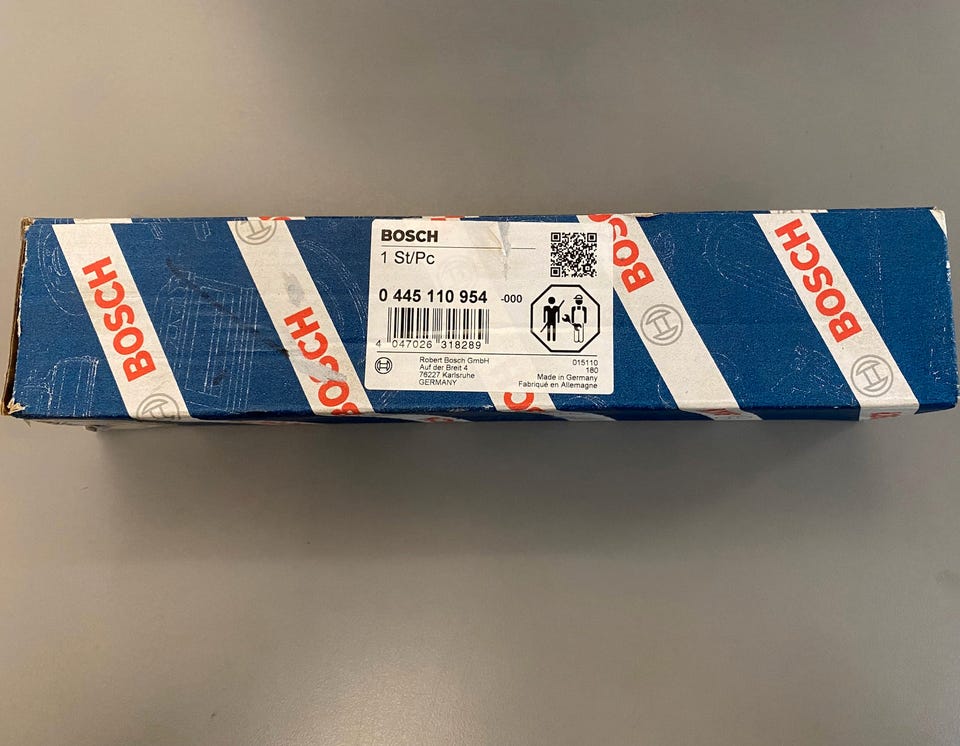 BOSCH
BOSCH
BOSCH
BOSCH
BOSCH
1 St/Pc
0 445 110 954 -000
4 047026 318289
Robert Bosch GmbH
Auf der Breit 4
76227 Karlsruhe
GERMANY
015110
180
Made in Germany
Fabriqué en Allemagne